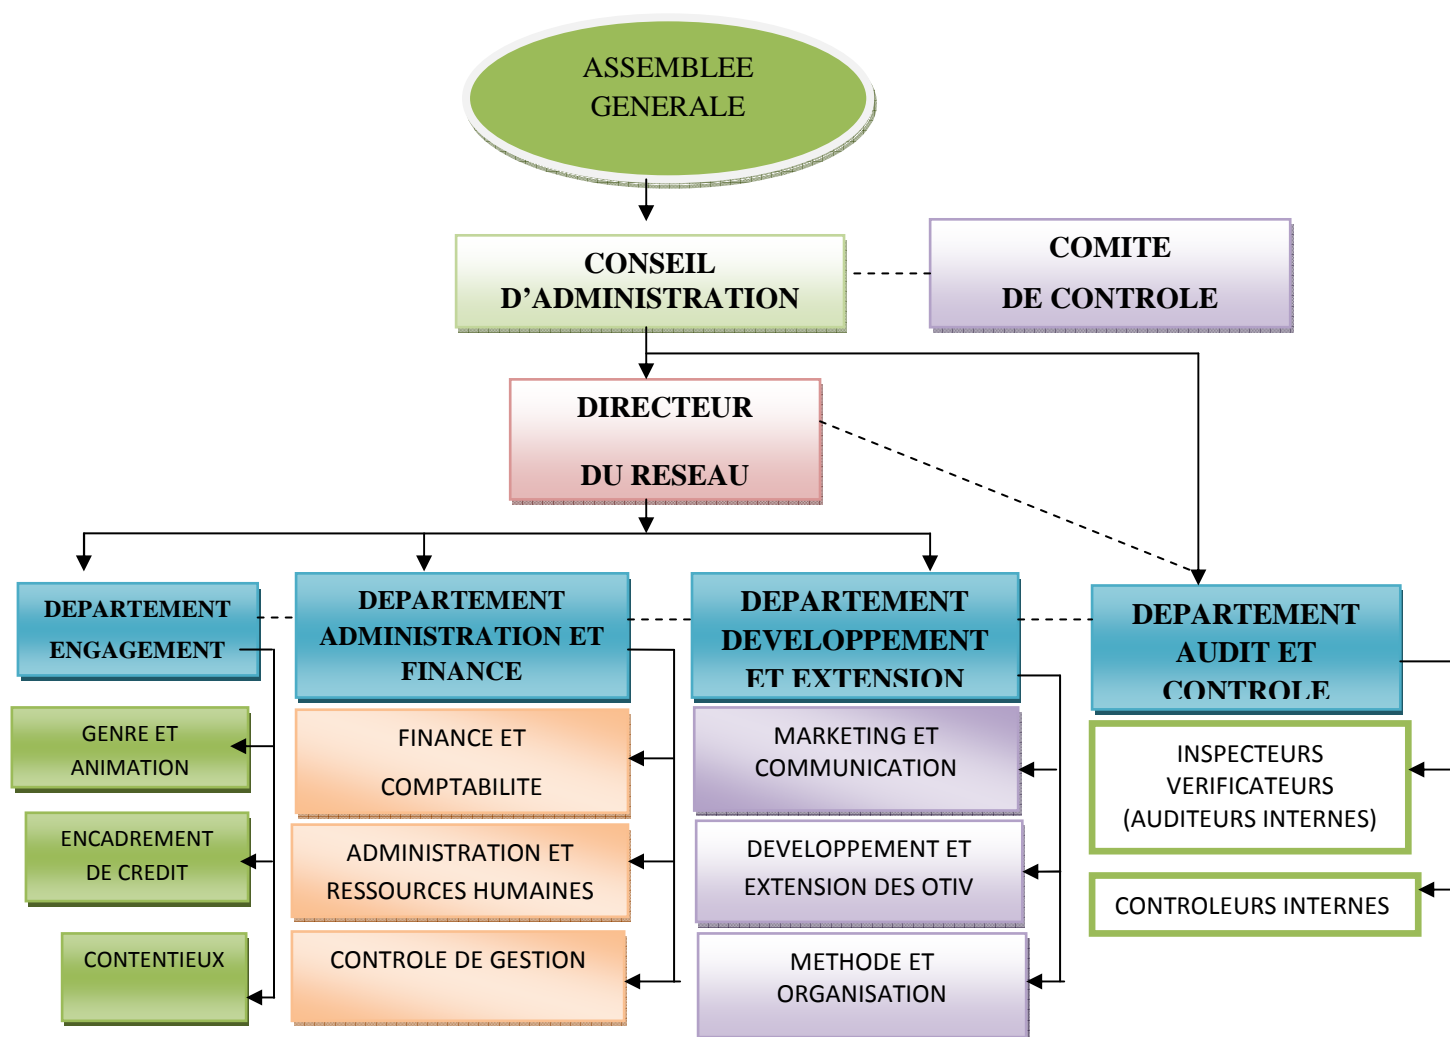 ASSEMBLEE
GENERALE
CONSEIL
D’ADMINISTRATION
COMITE
DE CONTROLE
DIRECTEUR
DU RESEAU
DEPARTEMENT
ENGAGEMENT
DEPARTEMENT
ADMINISTRATION ET
FINANCE
DEPARTEMENT
DEVELOPPEMENT
ET EXTENSION
DEPARTEMENT
AUDIT ET
CONTROLE
GENRE ET
ANIMATION
ENCADREMENT
DE CREDIT
CONTENTIEUX
FINANCE ET
COMPTABILITE
ADMINISTRATION ET
RESSOURCES HUMAINES
CONTROLE DE GESTION
MARKETING ET
COMMUNICATION
DEVELOPPEMENT ET
EXTENSION DES OTIV
METHODE ET
ORGANISATION
INSPECTEURS
VERIFICATEURS
(AUDITEURS INTERNES)
CONTROLEURS INTERNES